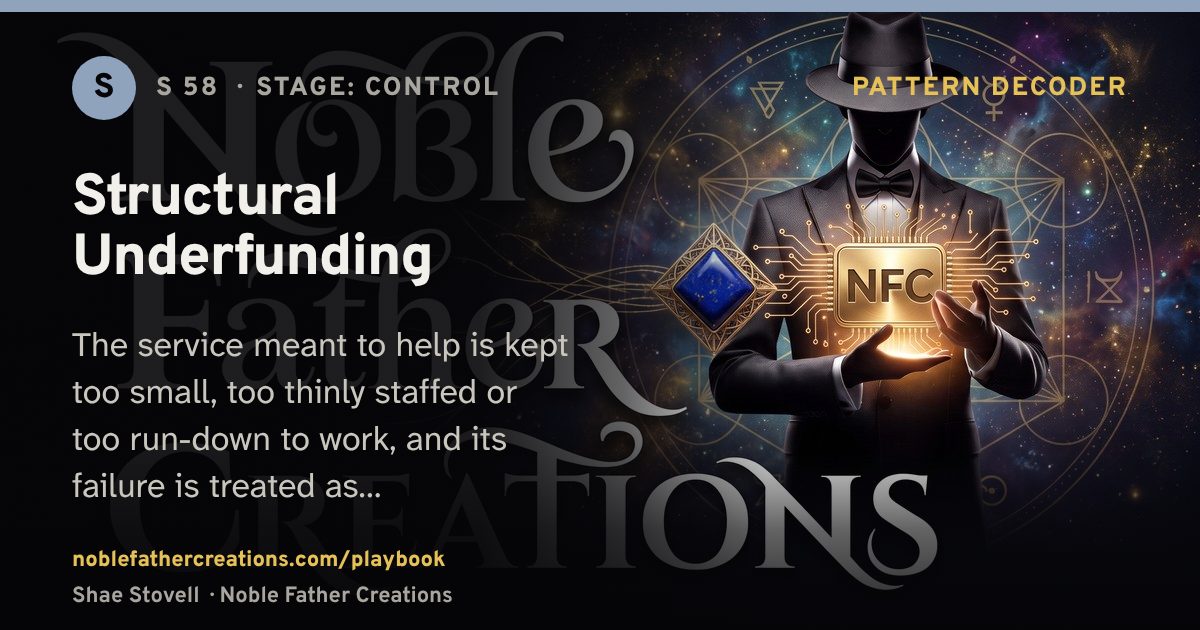 S
S 58 · STAGE: CONTROL
PATTERN DECODER
Structural
Underfunding
The service meant to help is kept
too small, too thinly staffed or
too run-down to work, and its
failure is treated as...
noblefathercreations.com/playbook
Shae Stovell · Noble Father Creations
NFC
Noble
Father
Creations